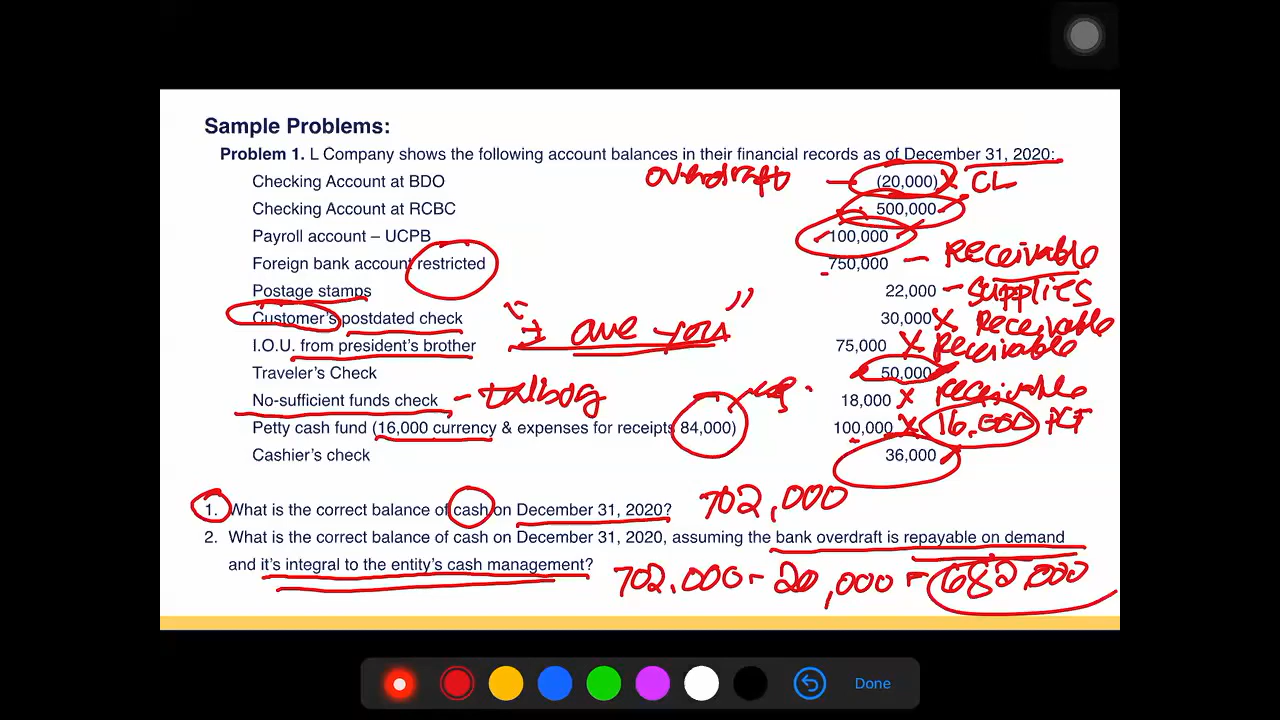 Sample Problems:
Problem 1. L Company shows the following account balances in their financial records as of December 31, 2020:
Checking Account at BDO overdraft (20,000) x CL
Checking Account at RCBC 500,000
Payroll account – UCPB 100,000
Foreign bank account restricted 750,000 – receivable
Postage stamps 22,000 – supplies
Customer's postdated check 30,000 x receivable
I.O.U. from president's brother "I owe you" 75,000 x receivable
Traveler's Check 50,000
No-sufficient funds check – talbog 18,000 x receivable
Petty cash fund (16,000 currency & expenses for receipts 84,000) 100,000 x 16,000 PCF
Cashier's check 36,000
1. What is the correct balance of cash on December 31, 2020? 702,000
2. What is the correct balance of cash on December 31, 2020, assuming the bank overdraft is repayable on demand
and it's integral to the entity's cash management? 702,000 - 20,000 = 682,000
Done